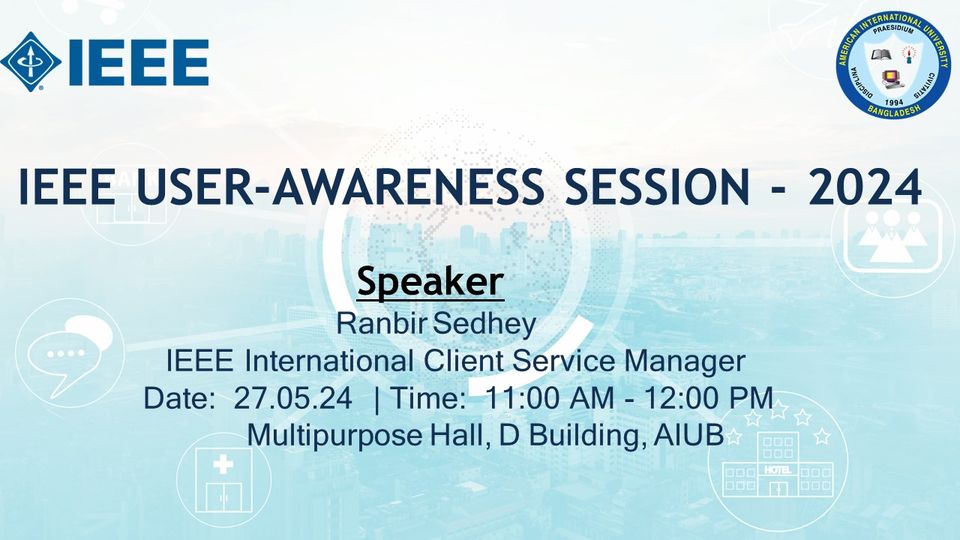 IEEE
AMERICAN INTERNATIONAL UNIVERSITY
PRAESIDIUM
DISCIPLINA
CIVITATIS
1994
BANGLADESH
IEEE USER-AWARENESS SESSION - 2024
Speaker
Ranbir Sedhey
IEEE International Client Service Manager
Date: 27.05.24 | Time: 11:00 AM - 12:00 PM
Multipurpose Hall, D Building, AIUB
HOTEL